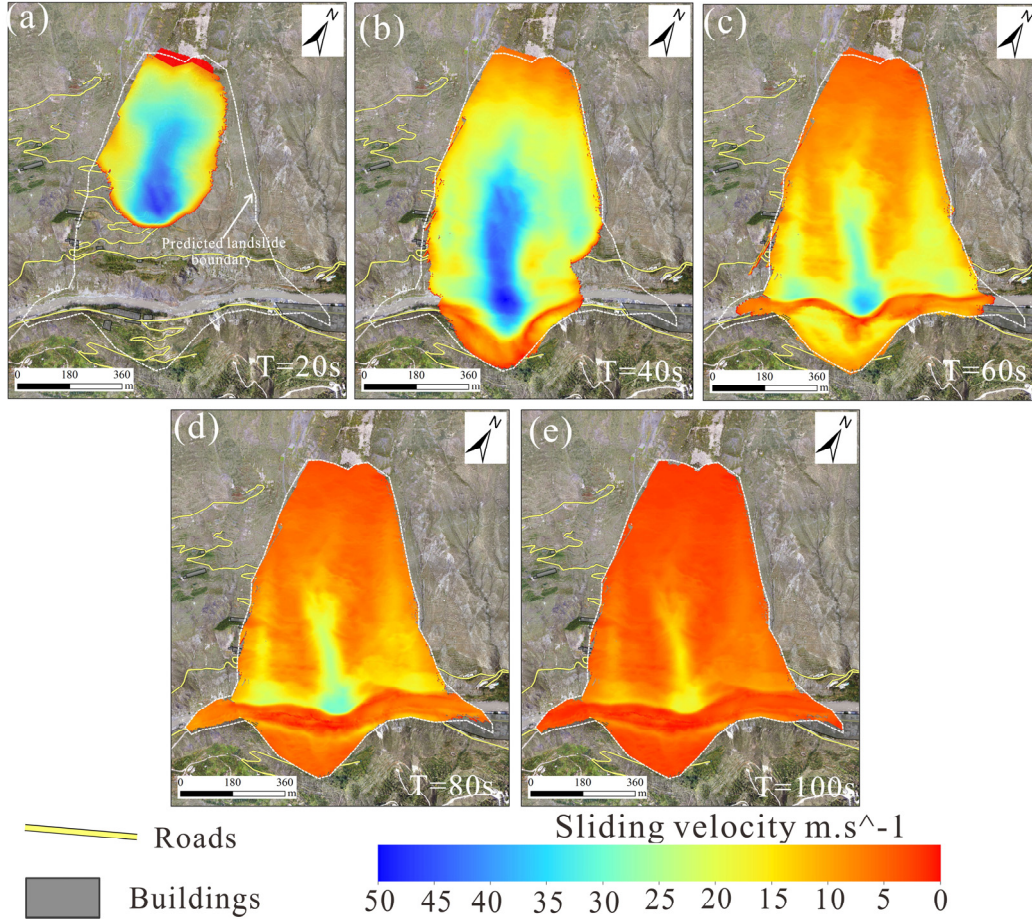 (a)
N
Predicted landslide
boundary
0 180 360
m
T=20s
(b)
N
0 180 360
m
T=40s
(c)
N
0 180 360
m
T=60s
(d)
N
0 180 360
m
T=80s
(e)
N
0 180 360
m
T=100s
Roads
Buildings
Sliding velocity m.s^-1
50 45 40 35 30 25 20 15 10 5 0